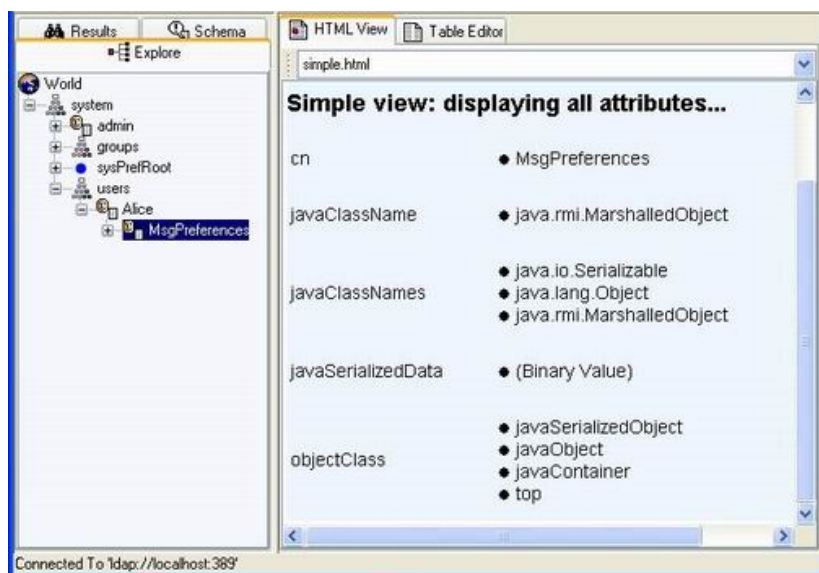 Results
Schema
Explore
World
system
admin
groups
sysPrefRoot
users
Alice
MsgPreferences
HTML View
Table Editor
simple.html
Simple view: displaying all attributes...
cn
● MsgPreferences
javaClassName
● java.rmi.MarshalledObject
javaClassNames
● java.io.Serializable
● java.lang.Object
● java.rmi.MarshalledObject
javaSerializedData
● (Binary Value)
objectClass
● javaSerializedObject
● javaObject
● javaContainer
● top
Connected To 'ldap://localhost:389'